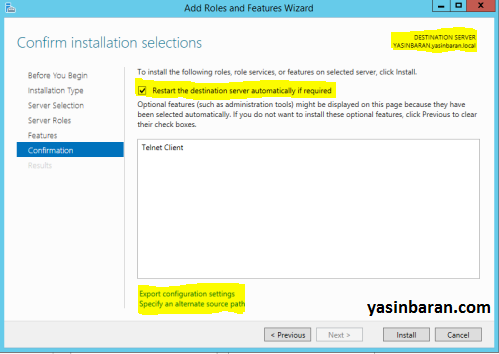 Add Roles and Features Wizard
Confirm installation selections
DESTINATION SERVER
YASINBARAN.yasinbaran.local
Before You Begin
Installation Type
Server Selection
Server Roles
Features
Confirmation
Results
To install the following roles, role services, or features on selected server, click Install.
Restart the destination server automatically if required
Optional features (such as administration tools) might be displayed on this page because they have
been selected automatically. If you do not want to install these optional features, click Previous to clear
their check boxes.
Telnet Client
Export configuration settings
Specify an alternate source path
yasinbaran.com
< Previous
Next >
Install
Cancel